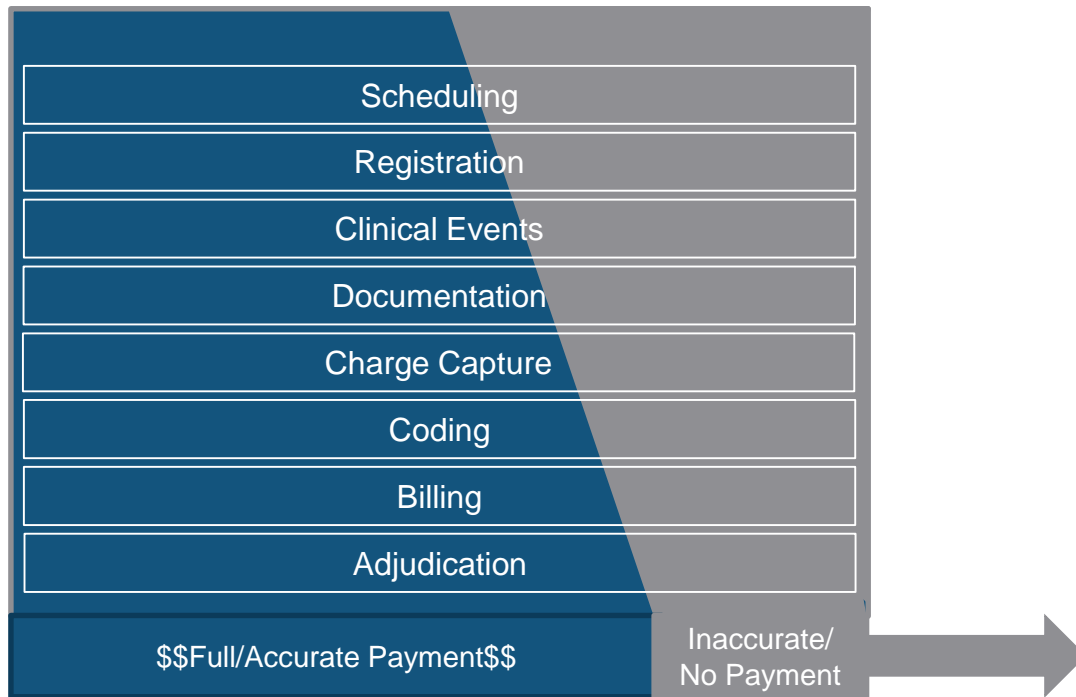 Scheduling
Registration
Clinical Events
Documentation
Charge Capture
Coding
Billing
Adjudication
$$Full/Accurate Payment$$
Inaccurate/
No Payment